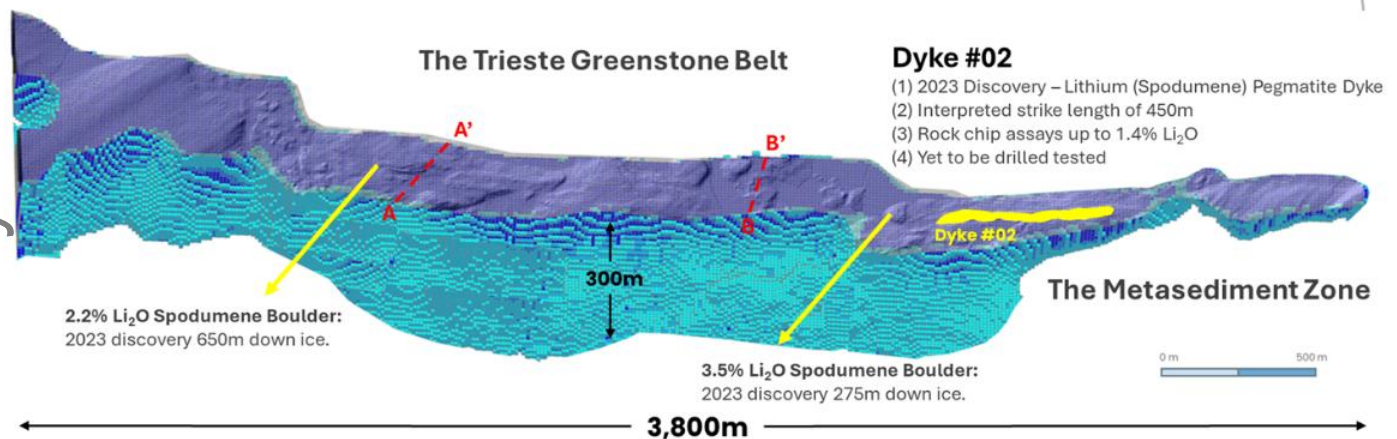 The Trieste Greenstone Belt
Dyke #02
(1) 2023 Discovery – Lithium (Spodumene) Pegmatite Dyke
(2) Interpreted strike length of 450m
(3) Rock chip assays up to 1.4% Li₂O
(4) Yet to be drilled tested
A'
B'
A
B
Dyke #02
300m
The Metasediment Zone
2.2% Li₂O Spodumene Boulder:
2023 discovery 650m down ice.
3.5% Li₂O Spodumene Boulder:
2023 discovery 275m down ice.
0 m 500 m
3,800m